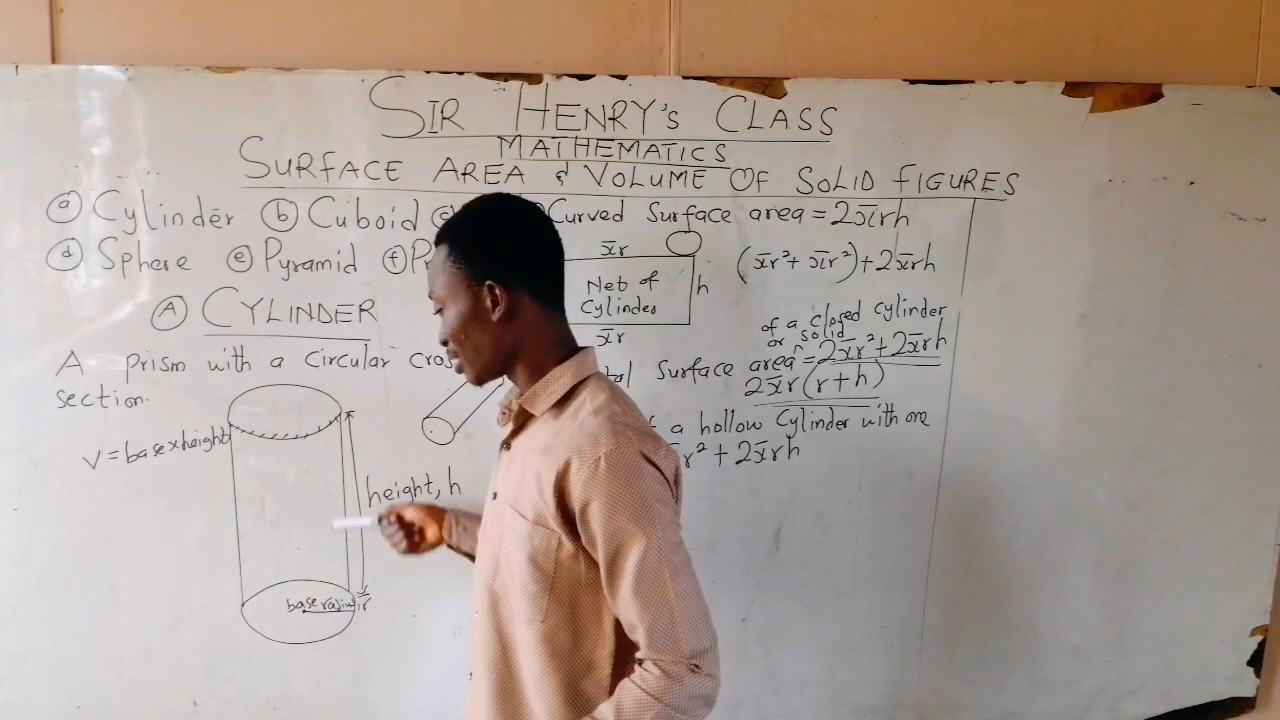 SIR HENRY'S CLASS
MATHEMATICS
SURFACE AREA & VOLUME OF SOLID FIGURES
ⓐ Cylinder ⓑ Cuboid ⓒ
ⓓ Sphere ⓔ Pyramid ⓕ
Ⓐ CYLINDER
A prism with a circular
section.
V = base x height
height, h
base radius r
Curved Surface area = 2πrh
πr
Net of
Cylinder
h
πr
(πr² + πr²) + 2πrh
of a closed cylinder
or solid
Surface area = 2πr² + 2πrh
2πr(r + h)
a hollow Cylinder with one
r² + 2πrh